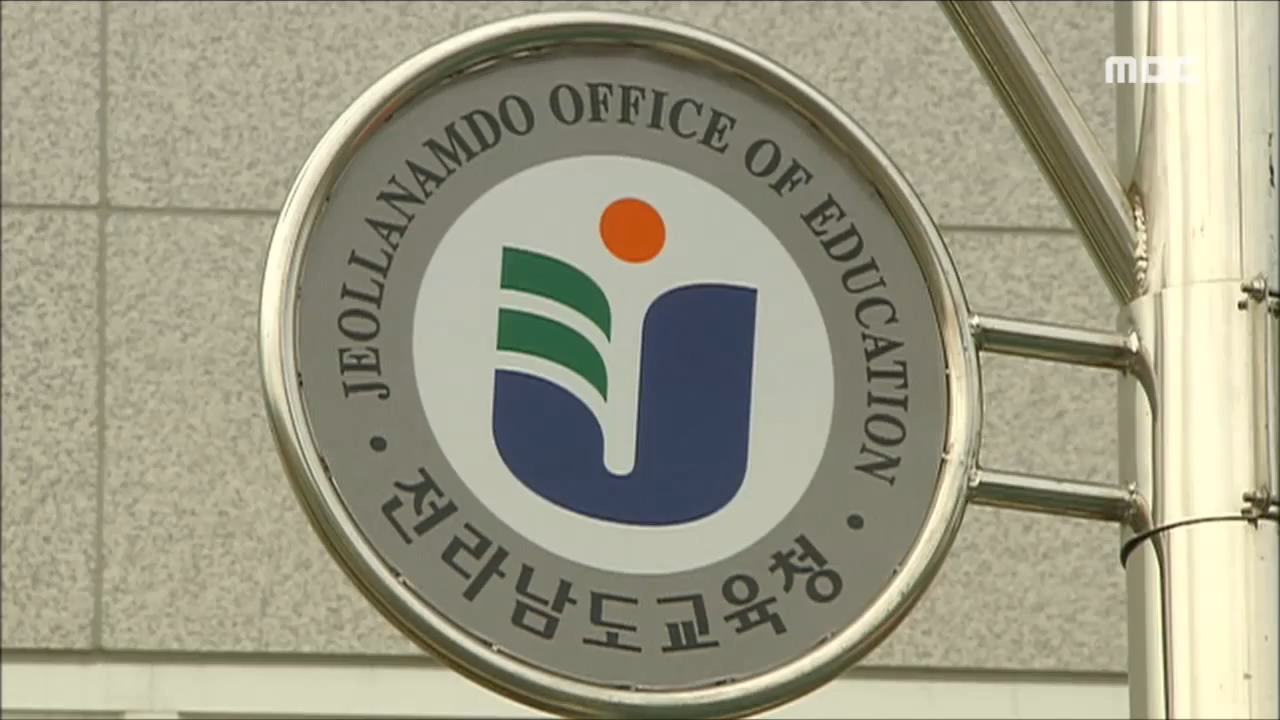 MBC
JEOLLANAMDO OFFICE OF EDUCATION
• 전라남도교육청 •